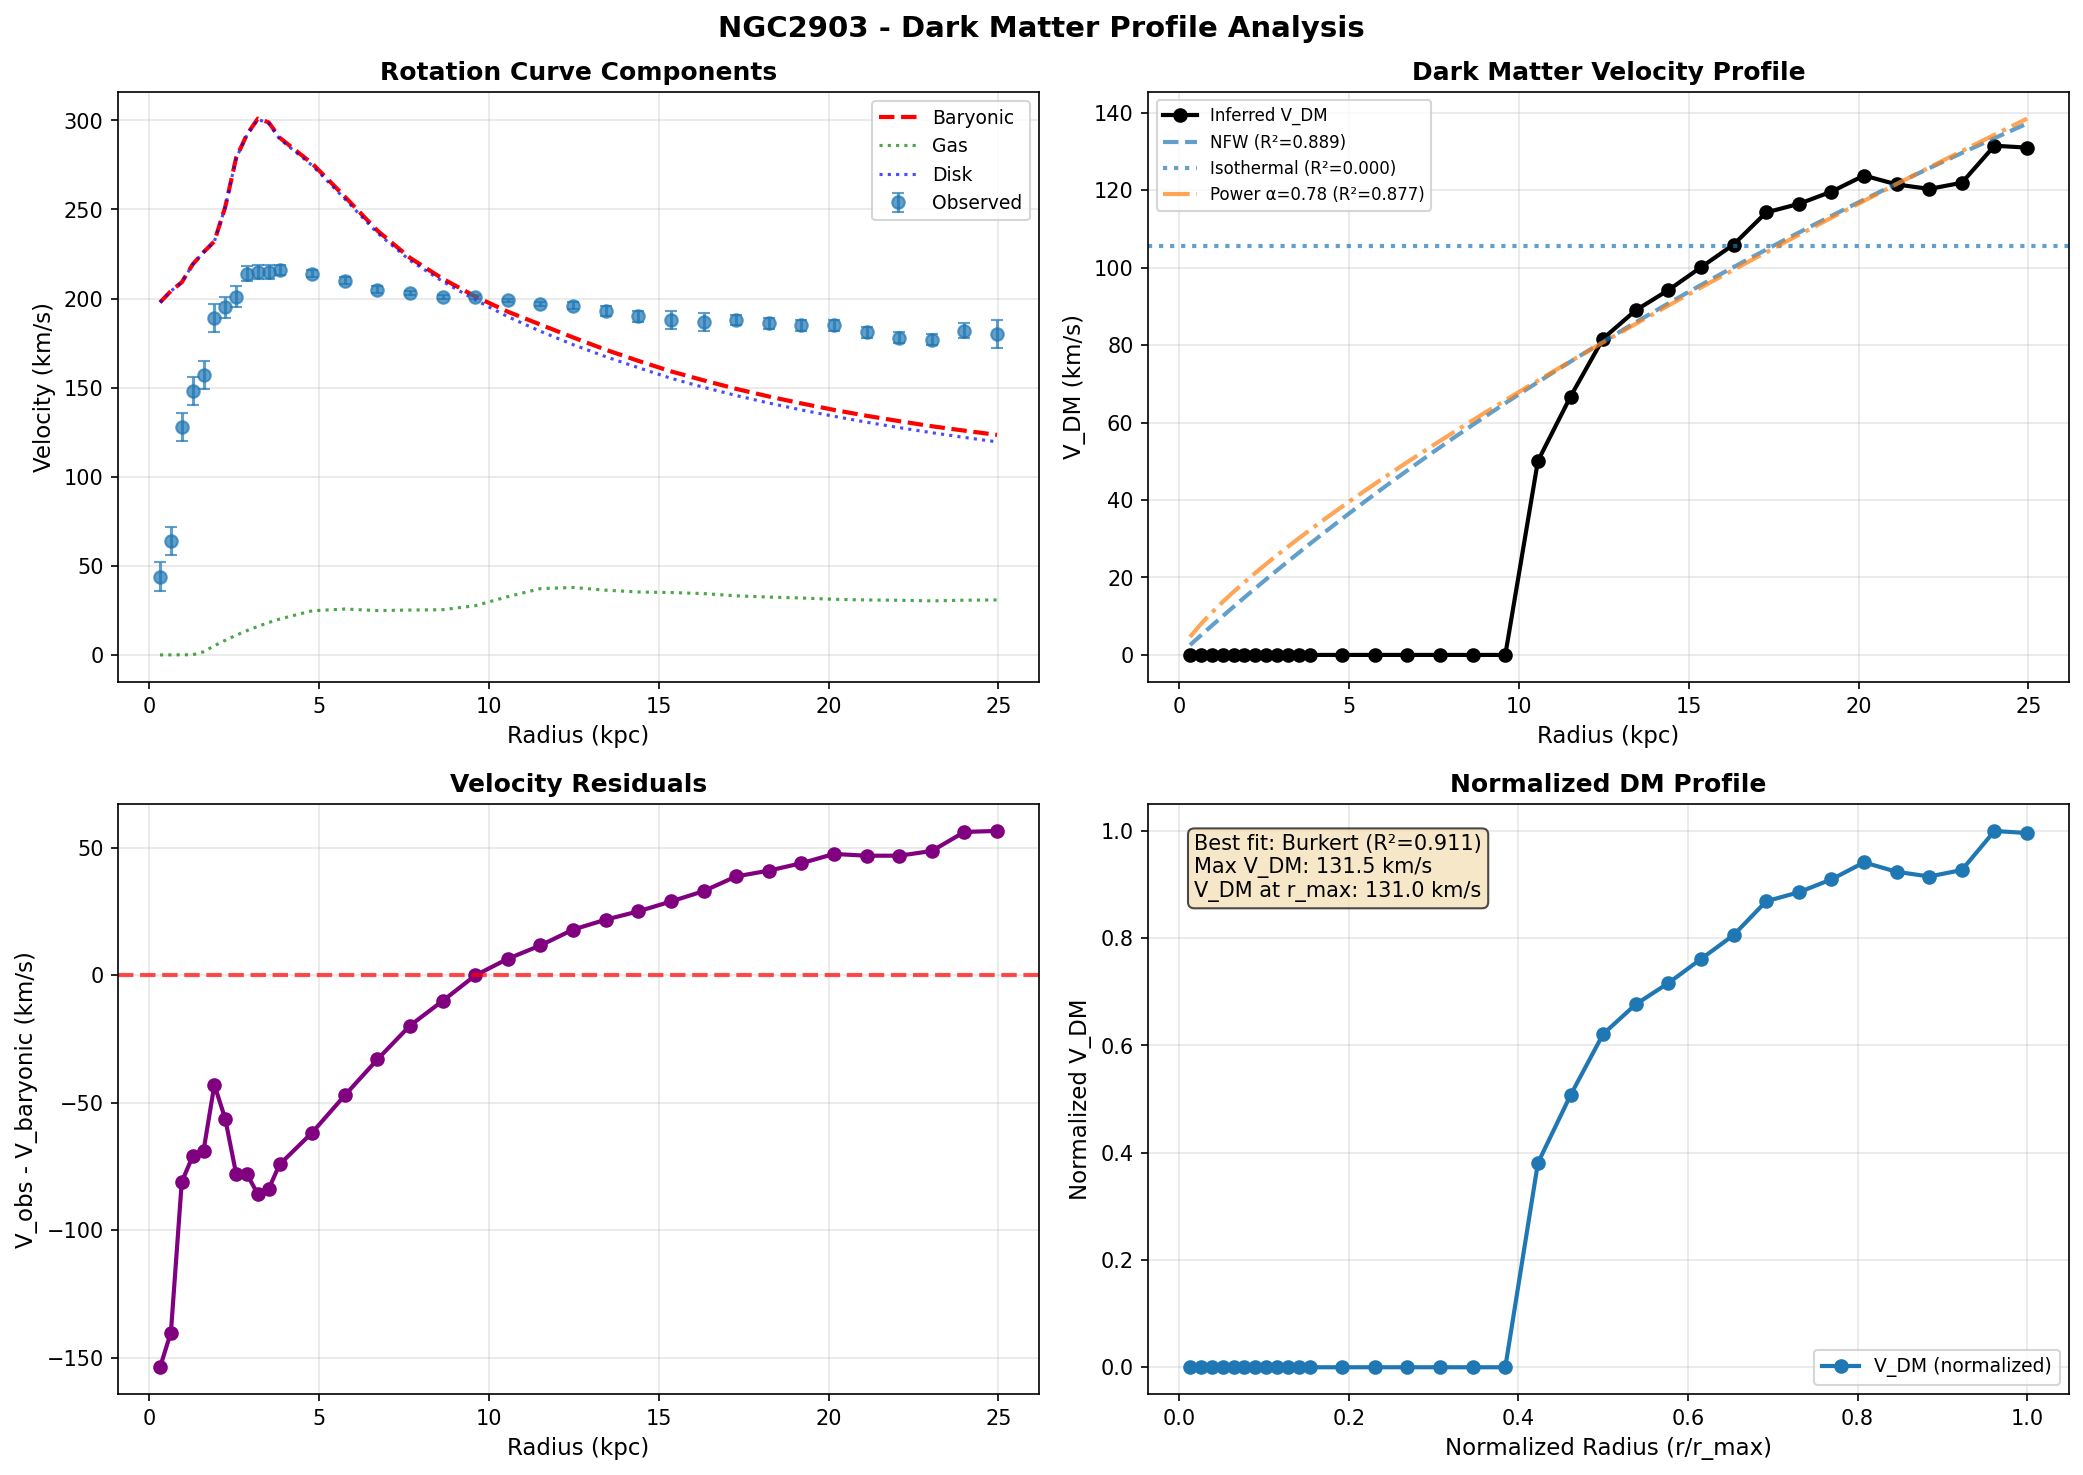 NGC2903 - Dark Matter Profile Analysis
Rotation Curve Components
Velocity (km/s)
300
250
200
150
100
50
0
Baryonic
Gas
Disk
Observed
0 5 10 15 20 25
Radius (kpc)
Dark Matter Velocity Profile
V_DM (km/s)
140
120
100
80
60
40
20
0
Inferred V_DM
NFW (R²=0.889)
Isothermal (R²=0.000)
Power α=0.78 (R²=0.877)
0 5 10 15 20 25
Radius (kpc)
Velocity Residuals
V_obs - V_baryonic (km/s)
50
0
−50
−100
−150
0 5 10 15 20 25
Radius (kpc)
Normalized DM Profile
Normalized V_DM
1.0
0.8
0.6
0.4
0.2
0.0
Best fit: Burkert (R²=0.911)
Max V_DM: 131.5 km/s
V_DM at r_max: 131.0 km/s
V_DM (normalized)
0.0 0.2 0.4 0.6 0.8 1.0
Normalized Radius (r/r_max)